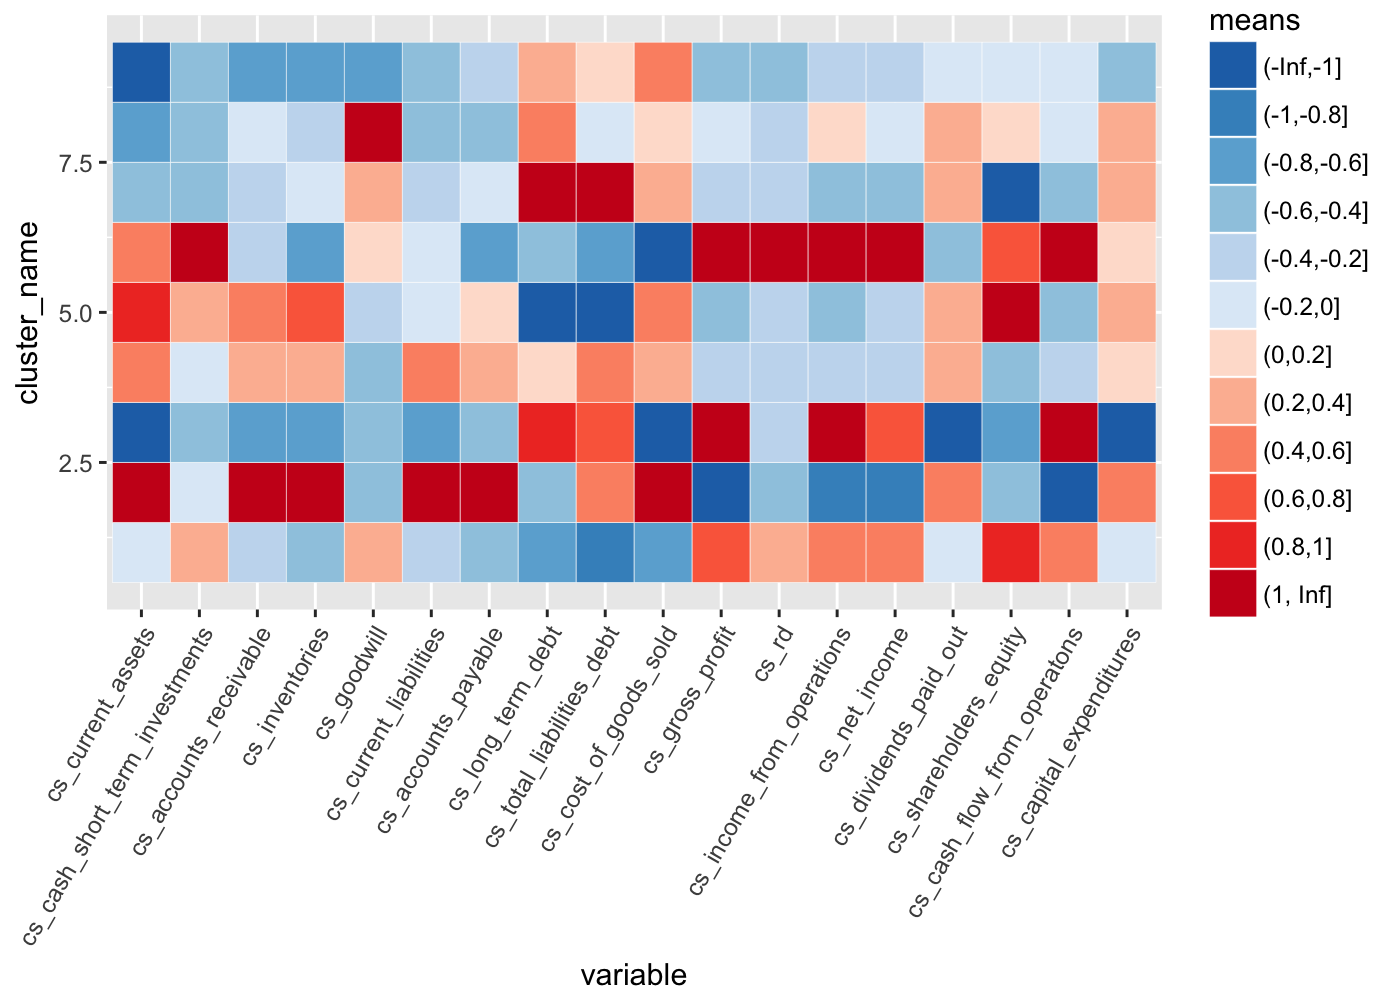 means
(-Inf,-1]
(-1,-0.8]
(-0.8,-0.6]
(-0.6,-0.4]
(-0.4,-0.2]
(-0.2,0]
(0,0.2]
(0.2,0.4]
(0.4,0.6]
(0.6,0.8]
(0.8,1]
(1, Inf]
cluster_name
7.5
5.0
2.5
cs_current_assets
cs_cash_short_term_investments
cs_accounts_receivable
cs_inventories
cs_goodwill
cs_current_liabilities
cs_accounts_payable
cs_long_term_debt
cs_total_liabilities_debt
cs_cost_of_goods_sold
cs_gross_profit
cs_rd
cs_income_from_operations
cs_net_income
cs_dividends_paid_out
cs_shareholders_equity
cs_cash_flow_from_operatons
cs_capital_expenditures
variable